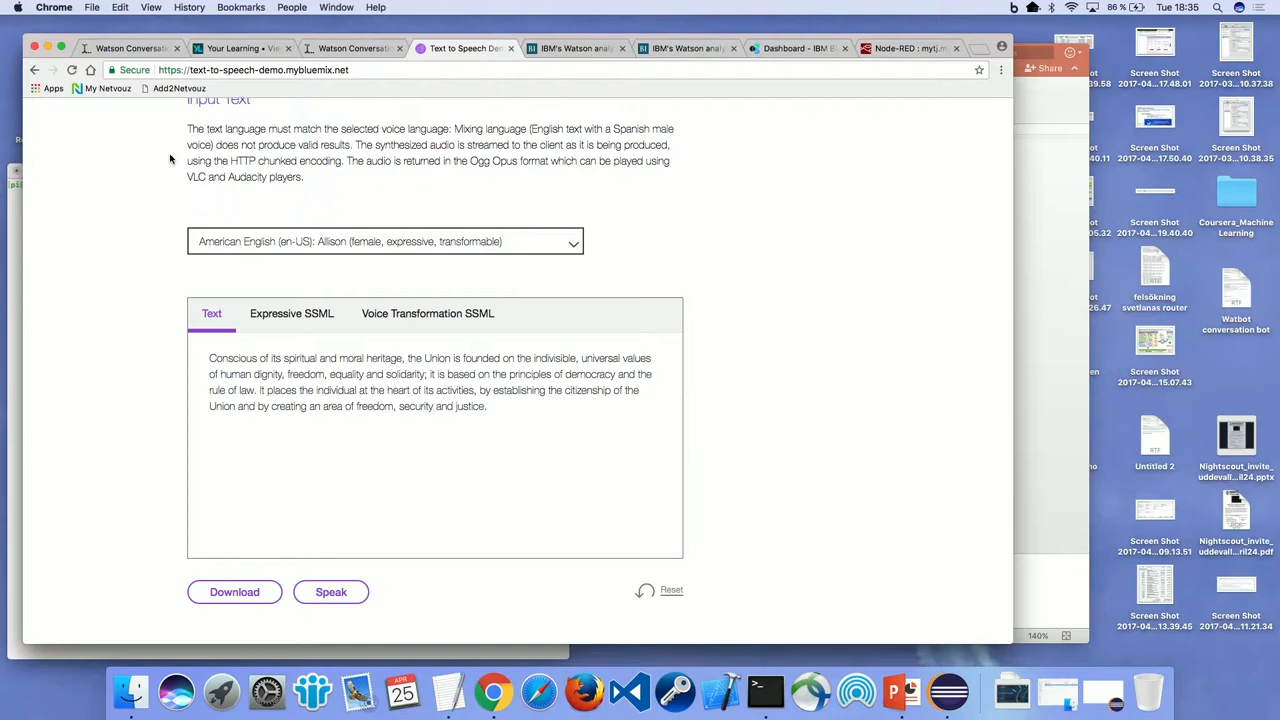 Chrome File Edit View History Bookmarks People Window Help
86 % Tue 18:35
Watson Conversati Your Learning • Vie Watson Conversati Text to Speech De IBM's Watson ana IBM's Watson ana Dashboard - IBM B Node-RED : mytj.m
Secure https://text-to-speech-demo.mybluemix.net
Apps My Netvouz Add2Netvouz
Share
Input Text
The text language must match the selected voice language: Mixing language (English text with a Spanish male
voice) does not produce valid results. The synthesized audio is streamed to the client as it is being produced,
using the HTTP chunked encoding. The audio is returned in the Ogg Opus format which can be played using
VLC and Audacity players.
American English (en-US): Allison (female, expressive, transformable)
Text Expressive SSML Voice Transformation SSML
Conscious of its spiritual and moral heritage, the Union is founded on the indivisible, universal values
of human dignity, freedom, equality and solidarity; it is based on the principles of democracy and the
rule of law. It places the individual at the heart of its activities, by establishing the citizenship of the
Union and by creating an area of freedom, security and justice.
Download Speak Reset
140%
Screen Shot
2017-04...17.48.01
Screen Shot
2017-04...10.37.38
Screen Shot
2017-04...17.50.40
Screen Shot
2017-04...10.38.35
Screen Shot
2017-04...19.40.40
Coursera_Machine
Learning
felsökning
svetlanas router
RTF
Watbot
conversation bot
Screen Shot
2017-04...15.07.43
RTF
Untitled 2
Nightscout_invite_
uddevall...il24.pptx
Screen Shot
2017-04...09.13.51
Nightscout_invite_
uddevall...ril24.pdf
Screen Shot
2017-04...13.39.45
Screen Shot
2017-04...11.21.34
APR
25